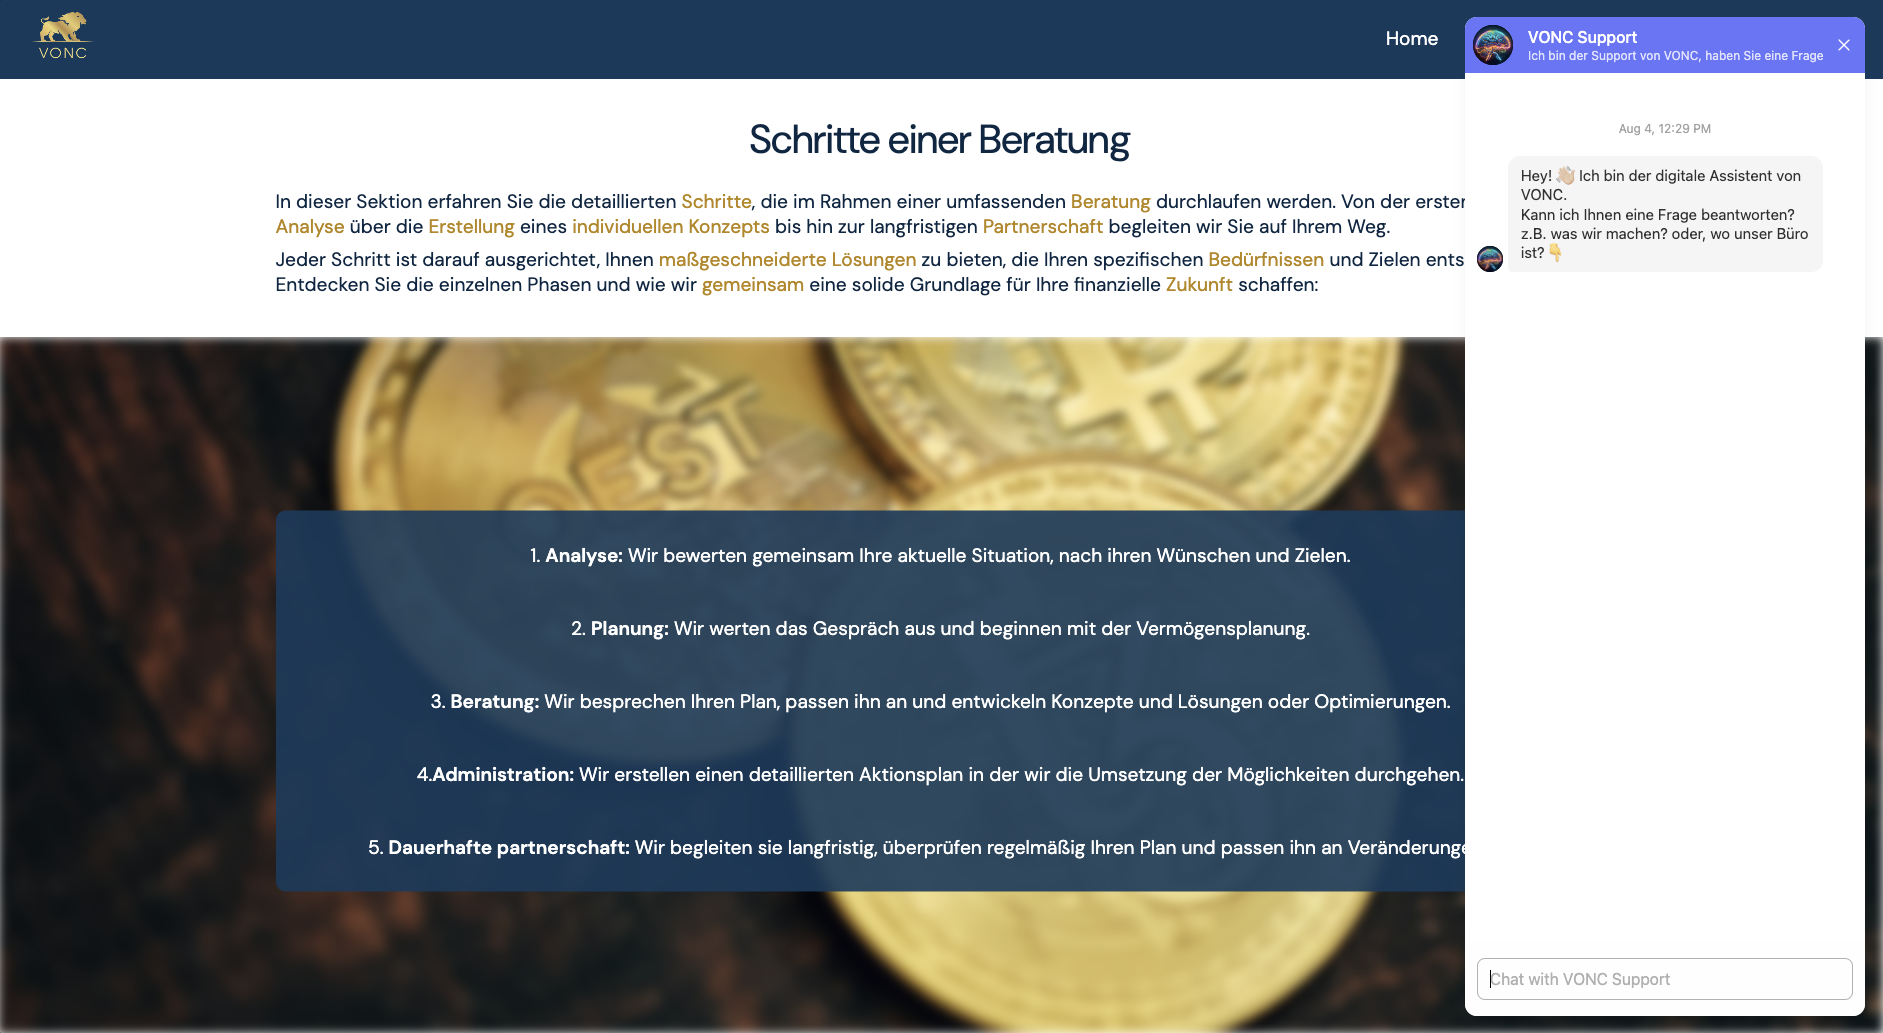 VONC
Home
Schritte einer Beratung
In dieser Sektion erfahren Sie die detaillierten Schritte, die im Rahmen einer umfassenden Beratung durchlaufen werden. Von der ersten
Analyse über die Erstellung eines individuellen Konzepts bis hin zur langfristigen Partnerschaft begleiten wir Sie auf Ihrem Weg.
Jeder Schritt ist darauf ausgerichtet, Ihnen maßgeschneiderte Lösungen zu bieten, die Ihren spezifischen Bedürfnissen und Zielen ents
Entdecken Sie die einzelnen Phasen und wie wir gemeinsam eine solide Grundlage für Ihre finanzielle Zukunft schaffen:
1. Analyse: Wir bewerten gemeinsam Ihre aktuelle Situation, nach ihren Wünschen und Zielen.
2. Planung: Wir werten das Gespräch aus und beginnen mit der Vermögensplanung.
3. Beratung: Wir besprechen Ihren Plan, passen ihn an und entwickeln Konzepte und Lösungen oder Optimierungen.
4.Administration: Wir erstellen einen detaillierten Aktionsplan in der wir die Umsetzung der Möglichkeiten durchgehen.
5. Dauerhafte partnerschaft: Wir begleiten sie langfristig, überprüfen regelmäßig Ihren Plan und passen ihn an Veränderunge
VONC Support
Ich bin der Support von VONC, haben Sie eine Frage
Aug 4, 12:29 PM
Hey! 👋🏼 Ich bin der digitale Assistent von
VONC.
Kann ich Ihnen eine Frage beantworten?
z.B. was wir machen? oder, wo unser Büro
ist? 👇
Chat with VONC Support